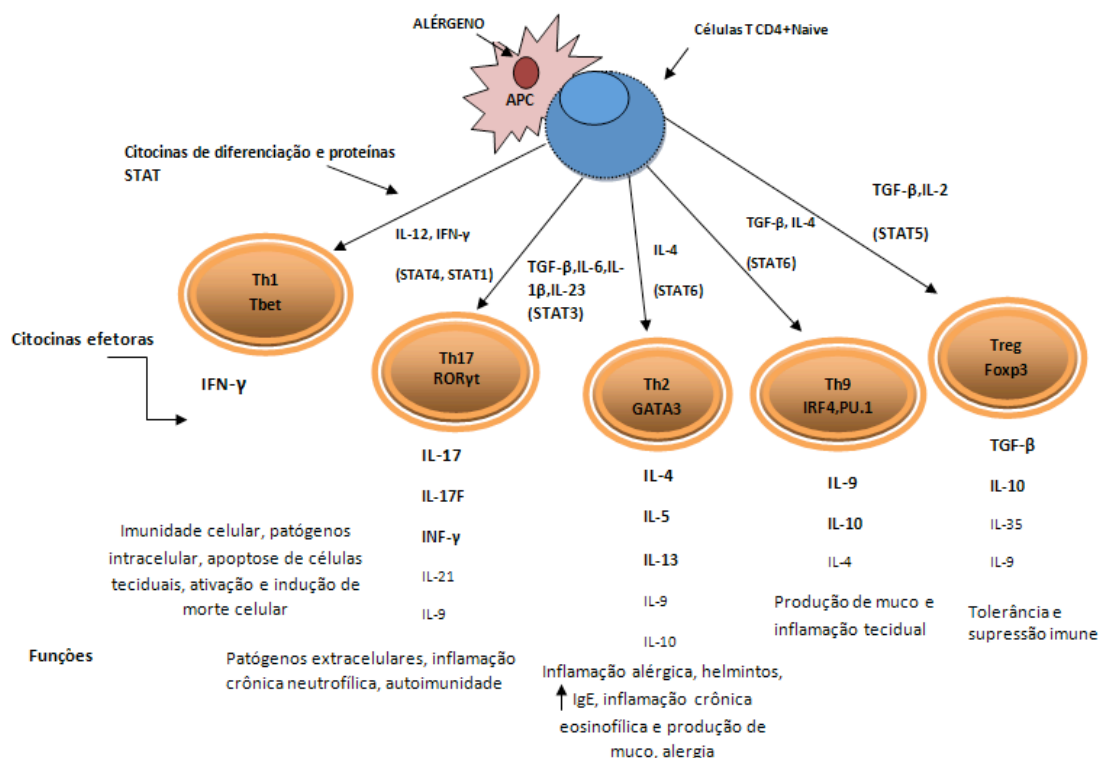 ALÉRGENO
Células T CD4+Naive
APC
Citocinas de diferenciação e proteínas
STAT
TGF-β,IL-2
(STAT5)
IL-12, IFN-γ
(STAT4, STAT1)
TGF-β,IL-6,IL-
1β,IL-23
(STAT3)
IL-4
(STAT6)
TGF-β, IL-4
(STAT6)
Th1
Tbet
Th17
RORγt
Th2
GATA3
Th9
IRF4,PU.1
Treg
Foxp3
Citocinas efetoras
IFN-γ
IL-17
IL-17F
INF-γ
IL-21
IL-9
IL-4
IL-5
IL-13
IL-9
IL-10
IL-9
IL-10
IL-4
TGF-β
IL-10
IL-35
IL-9
Funções
Imunidade celular, patógenos
intracelular, apoptose de células
teciduais, ativação e indução de
morte celular
Patógenos extracelulares, inflamação
crônica neutrofílica, autoimunidade
Inflamação alérgica, helmintos,
IgE, inflamação crônica
eosinofílica e produção de
muco, alergia
Produção de muco e
inflamação tecidual
Tolerância e
supressão imune